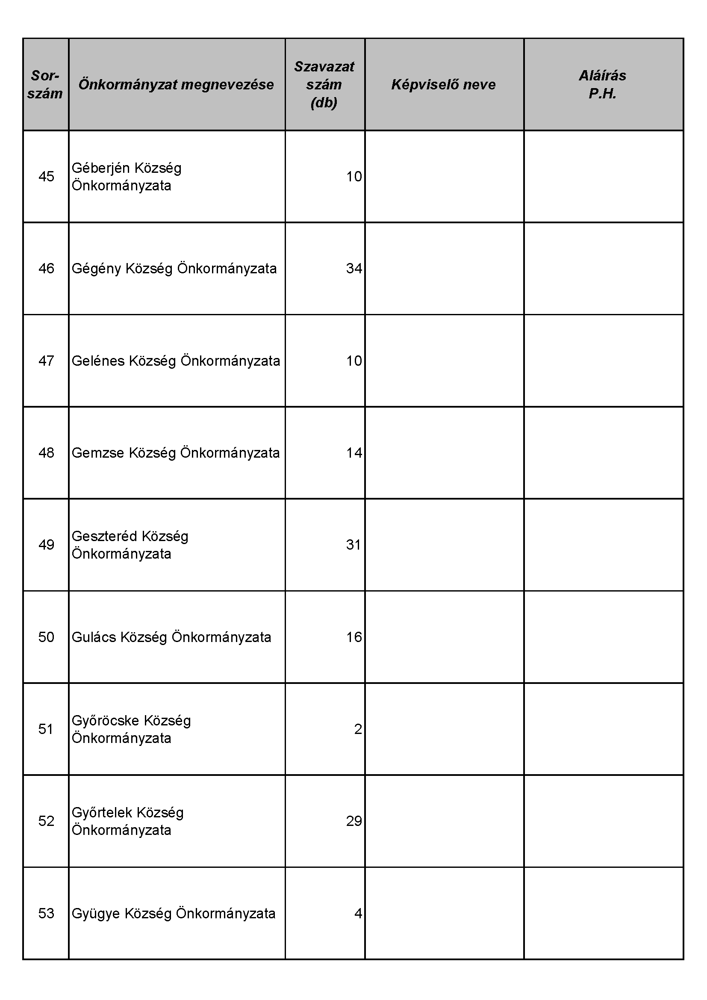 Sor-
szám
Önkormányzat megnevezése
Szavazat
szám
(db)
Képviselő neve
Aláírás
P.H.
45
Géberjén Község
Önkormányzata
10
46
Gégény Község Önkormányzata
34
47
Gelénes Község Önkormányzata
10
48
Gemzse Község Önkormányzata
14
49
Geszteréd Község
Önkormányzata
31
50
Gulács Község Önkormányzata
16
51
Győröcske Község
Önkormányzata
2
52
Győrtelek Község
Önkormányzata
29
53
Gyügye Község Önkormányzata
4